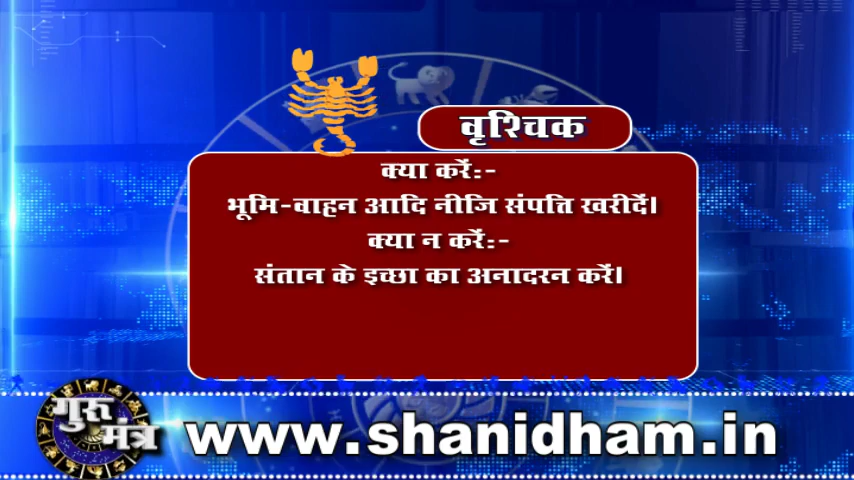 वृश्चिक
क्या करें:-
भूमि-वाहन आदि नीजि संपत्ति खरीदें।
क्या न करें:-
संतान के इच्छा का अनादरन करें।
गुरु
मंत्र
www.shanidham.in